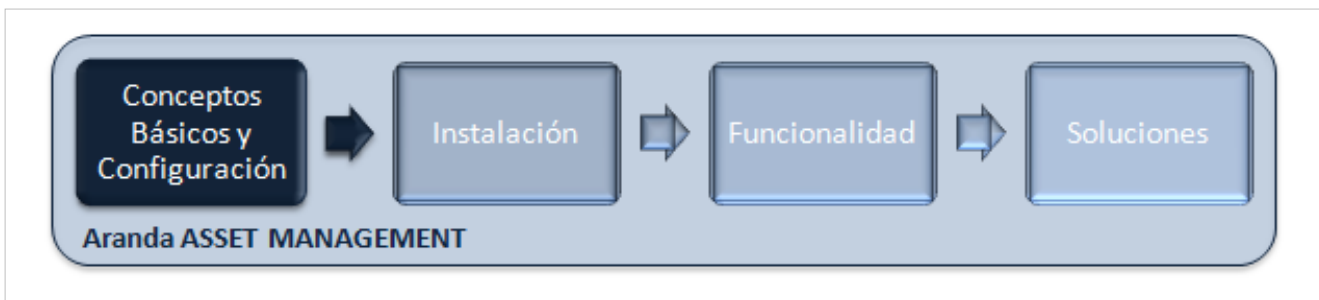 Conceptos
Básicos y
Configuración
Instalación
Funcionalidad
Soluciones
Aranda ASSET MANAGEMENT